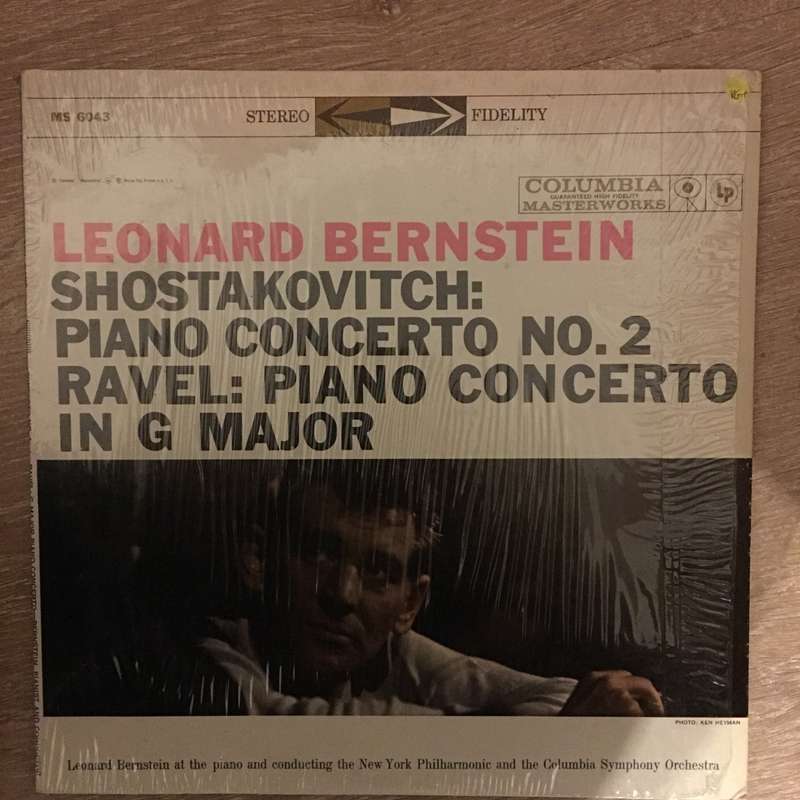 MS 6043
STEREO FIDELITY
COLUMBIA
GUARANTEED HIGH FIDELITY
MASTERWORKS
LP
LEONARD BERNSTEIN
SHOSTAKOVITCH:
PIANO CONCERTO NO. 2
RAVEL: PIANO CONCERTO
IN G MAJOR
PHOTO: KEN HEYMAN
Leonard Bernstein at the piano and conducting the New York Philharmonic and the Columbia Symphony Orchestra